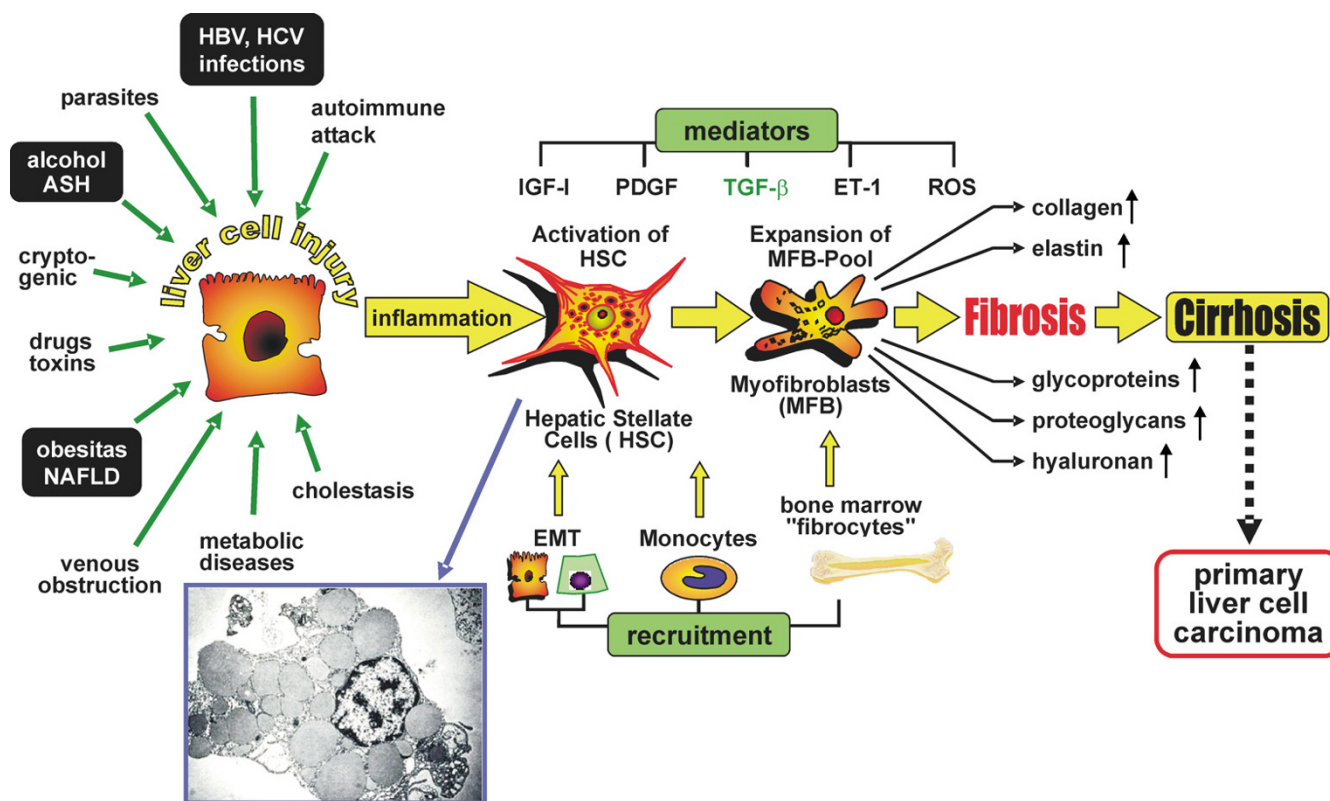 HBV, HCV
infections
parasites
autoimmune
attack
alcohol
ASH
crypto-
genic
drugs
toxins
obesitas
NAFLD
venous
obstruction
metabolic
diseases
cholestasis
liver cell injury
inflammation
mediators
IGF-I
PDGF
TGF-β
ET-1
ROS
Activation of
HSC
Hepatic Stellate
Cells ( HSC)
Expansion of
MFB-Pool
Myofibroblasts
(MFB)
collagen↑
elastin ↑
Fibrosis
Cirrhosis
glycoproteins ↑
proteoglycans ↑
hyaluronan ↑
EMT
Monocytes
bone marrow
"fibrocytes"
recruitment
primary
liver cell
carcinoma